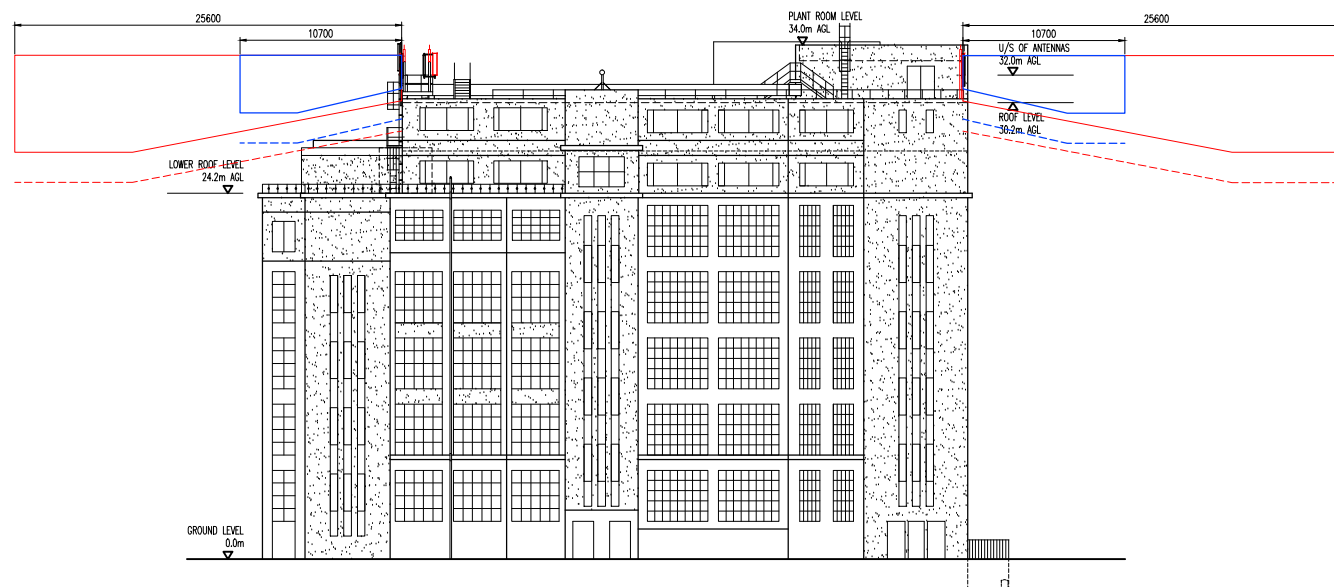 25600
10700
PLANT ROOM LEVEL
34.0m AGL
25600
10700
U/S OF ANTENNAS
32.0m AGL
ROOF LEVEL
30.2m AGL
LOWER ROOF LEVEL
24.2m AGL
GROUND LEVEL
0.0m